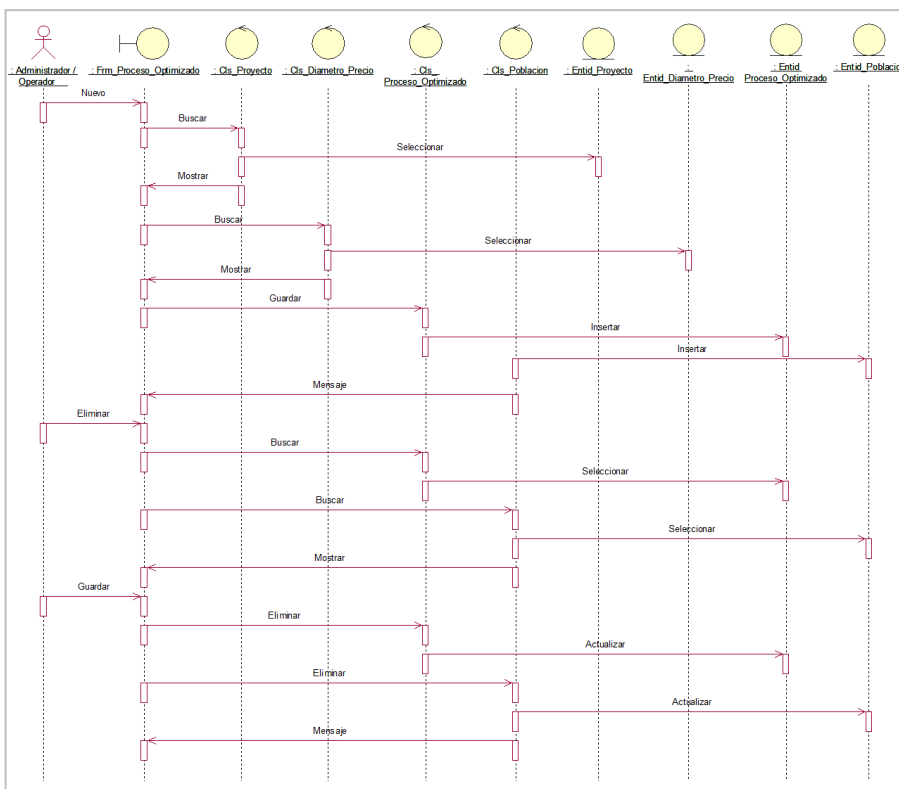 : Administrador /
Operador
: Frm_Proceso_Optimizado
: Cls_Proyecto
: Cls_Diametro_Precio
: Cls_
Proceso_Optimizado
: Cls_Poblacion
: Entid_Proyecto
:
Entid_Diametro_Precio
: Entid_
Proceso_Optimizado
: Entid_Poblacio
Nuevo
Buscar
Seleccionar
Mostrar
Buscar
Seleccionar
Mostrar
Guardar
Insertar
Insertar
Mensaje
Eliminar
Buscar
Seleccionar
Buscar
Seleccionar
Mostrar
Guardar
Eliminar
Actualizar
Eliminar
Actualizar
Mensaje